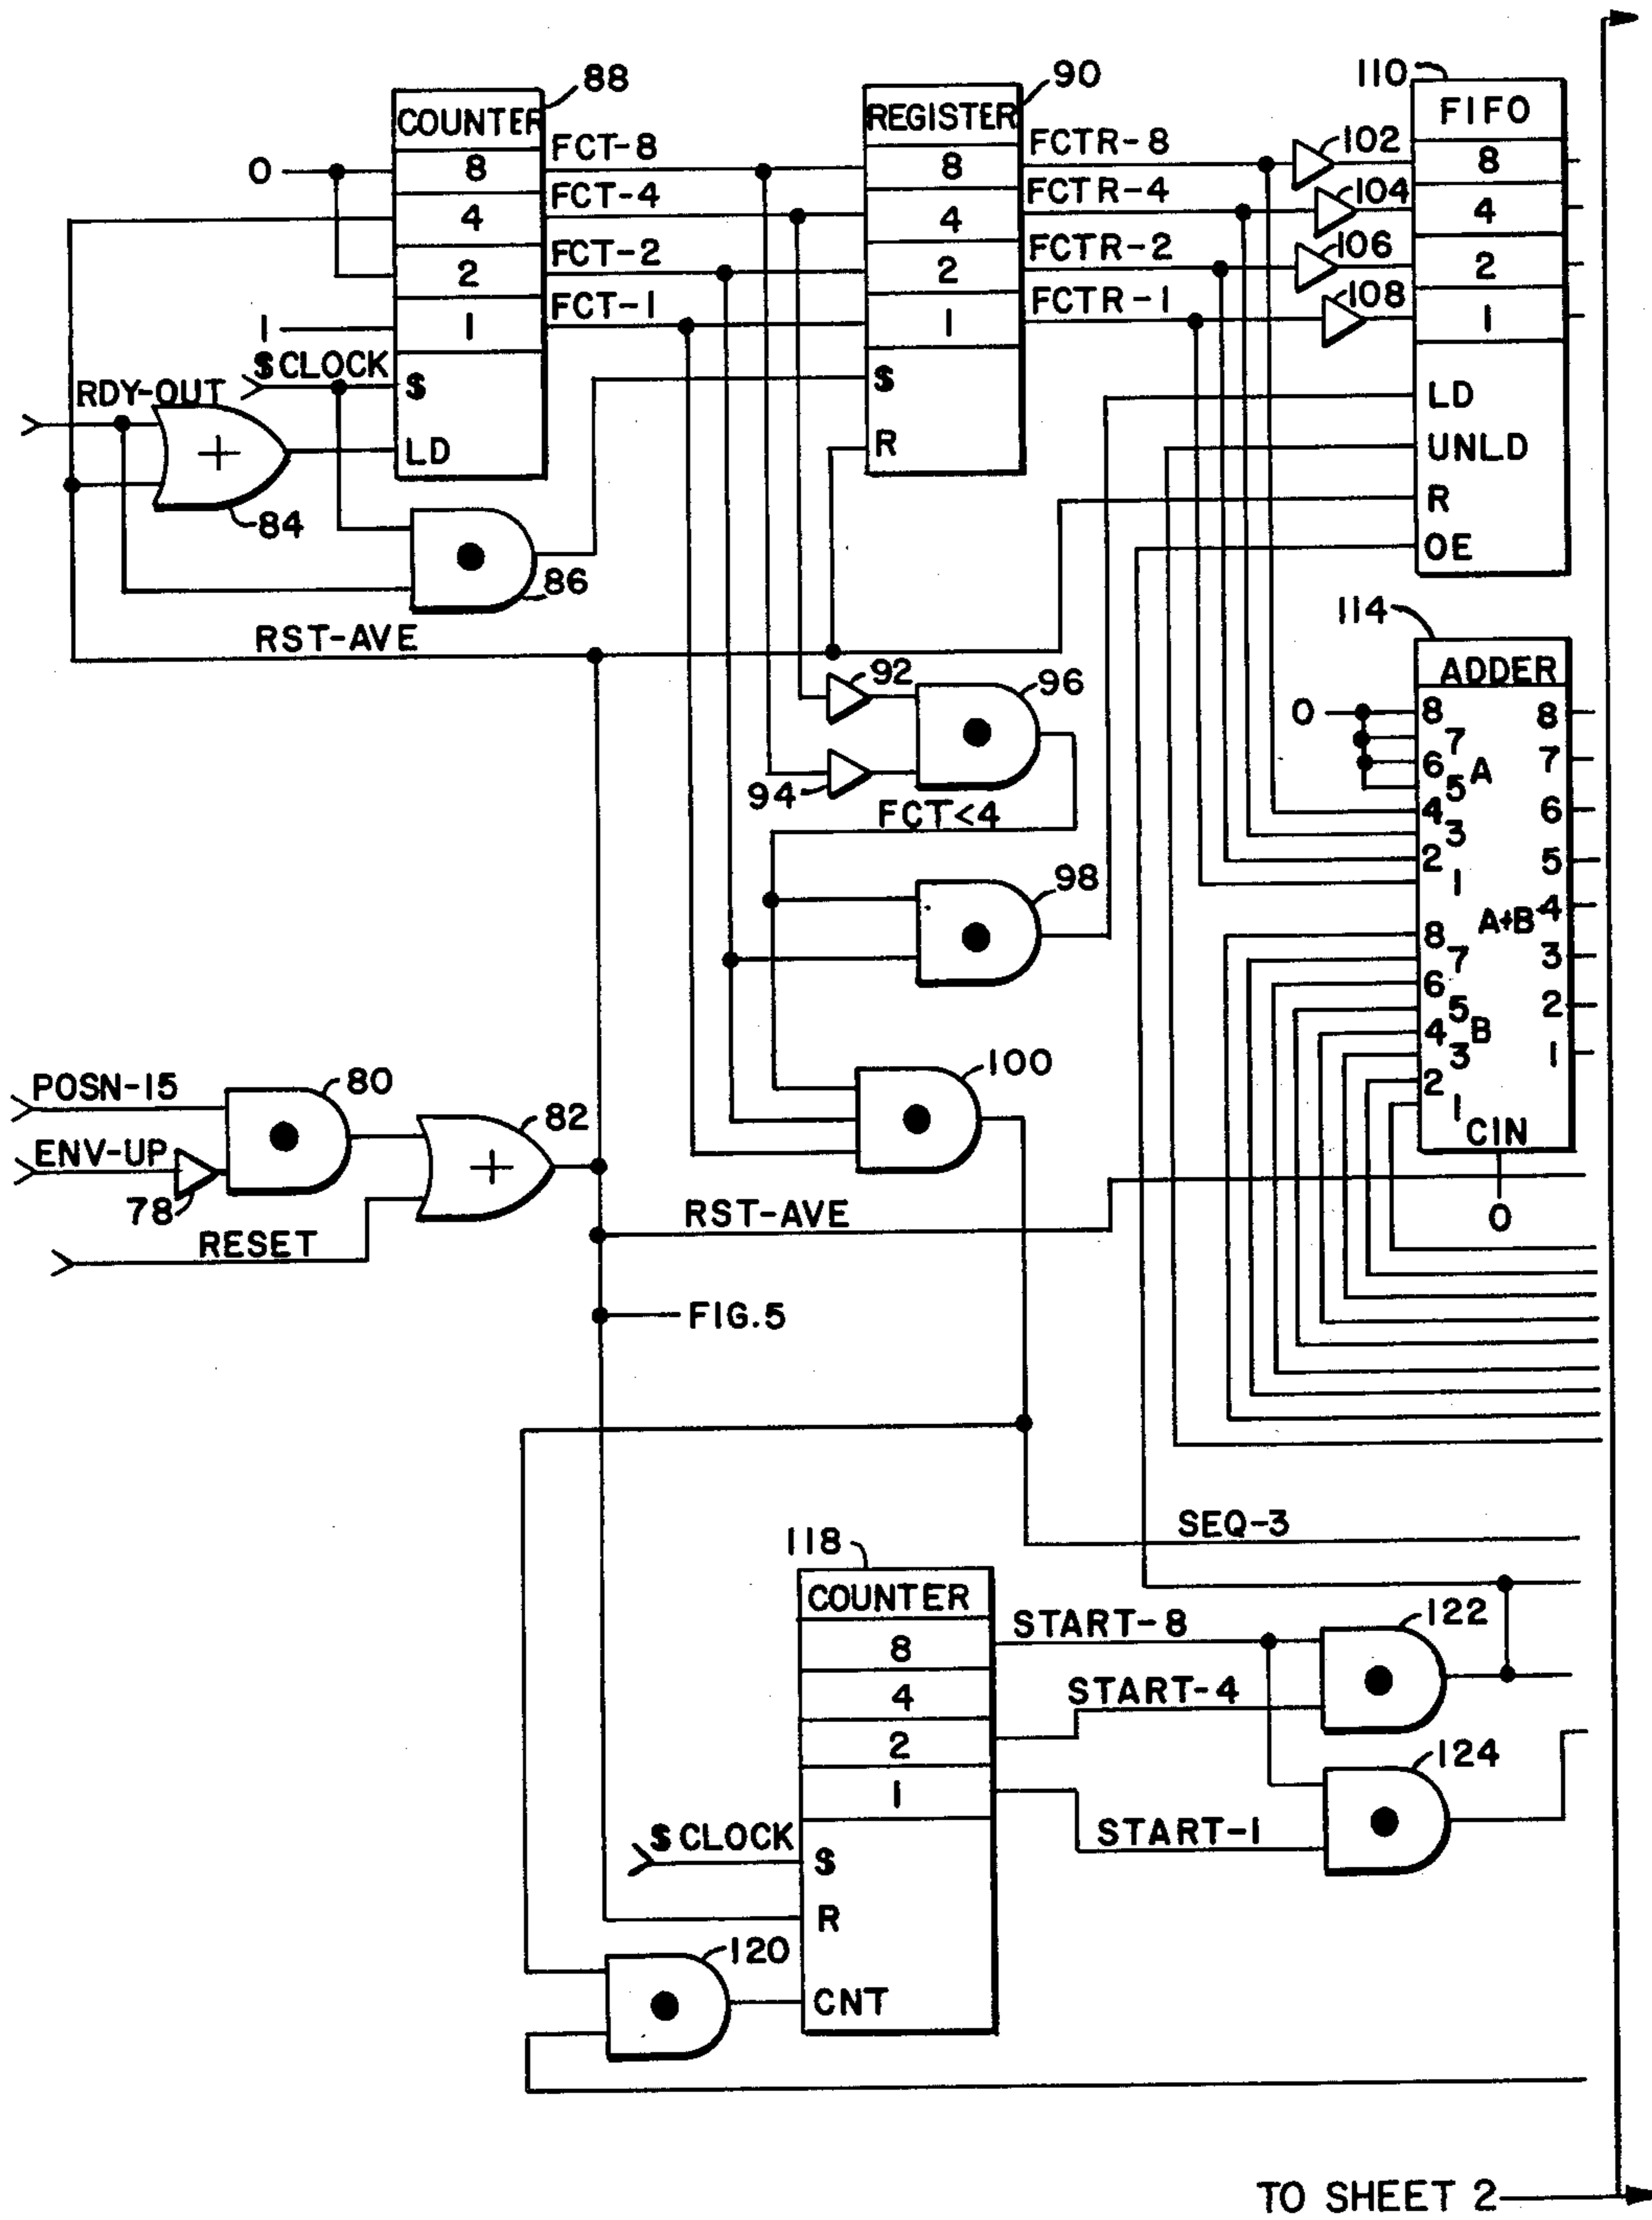 88
90
110
COUNTER
REGISTER
FIFO
FCT-8
FCTR-8
102
0
8
8
8
FCT-4
FCTR-4
104
4
4
4
FCT-2
FCTR-2
106
2
2
2
FCT-1
FCTR-1
108
1
1
1
1
$ CLOCK
$
$
RDY-OUT
LD
+
LD
R
UNLD
84
R
86
OE
RST-AVE
114
92
96
ADDER
0
8
8
7
7
6
A
94
5
FCT<4
4
6
3
2
5
98
1
4
A+B
8
3
7
6
2
5
4
B
3
1
2
1
100
CIN
POSN-15
80
82
ENV-UP
+
78
RST-AVE
0
RESET
FIG.5
SEQ-3
118
COUNTER
122
START-8
8
START-4
4
2
124
1
$ CLOCK
START-1
$
R
120
CNT
TO SHEET 2